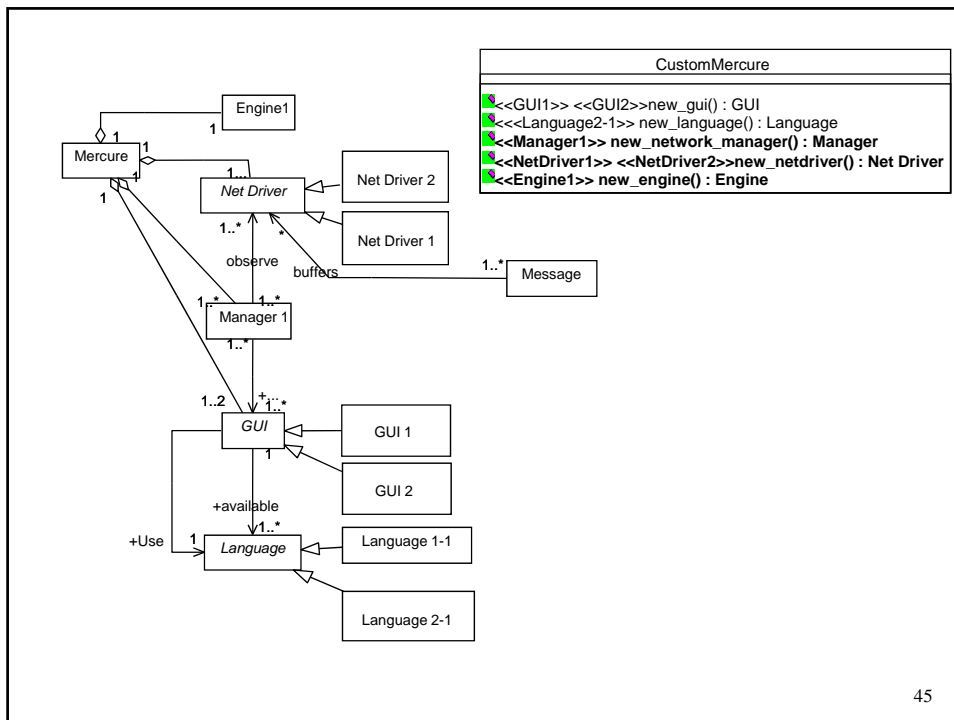 CustomMercure
<<GUI1>> <<GUI2>>new_gui() : GUI
<<<Language2-1>> new_language() : Language
<<Manager1>> new_network_manager() : Manager
<<NetDriver1>> <<NetDriver2>>new_netdriver() : Net Driver
<<Engine1>> new_engine() : Engine
Engine1
1
1
Mercure
1
1
1
1...
Net Driver
Net Driver 2
Net Driver 1
1..*
*
observe
buffers
1..*
Message
1..*
1..*
Manager 1
1..*
+...
1..2
1..*
GUI
1
GUI 1
GUI 2
+available
1..*
+Use
1
Language
Language 1-1
Language 2-1
45